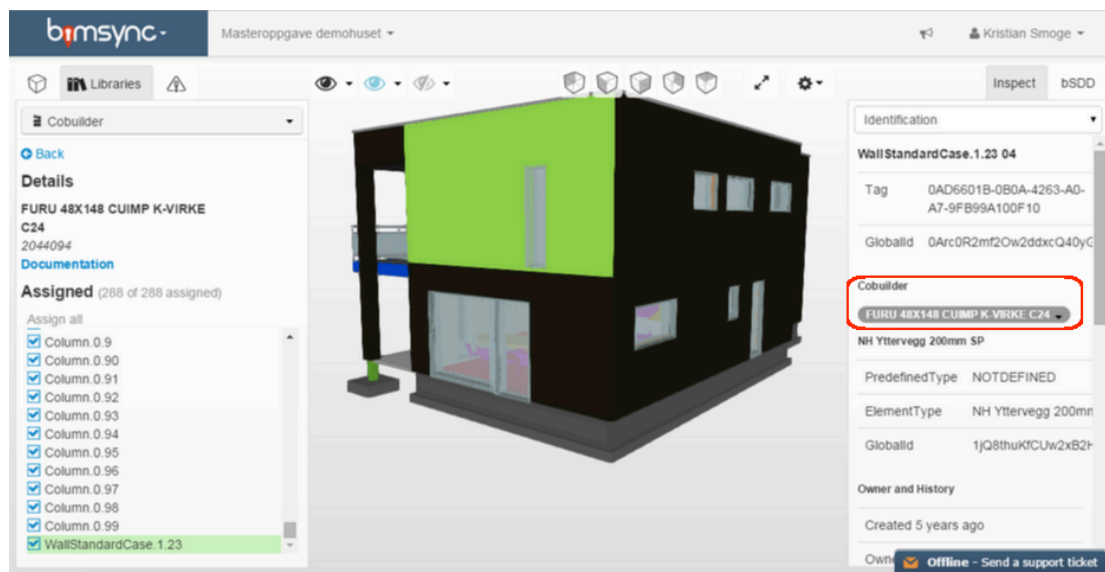 bimsync
Masteroppgave demohuset
Kristian Smoge
Libraries
Inspect
bSDD
Cobuilder
Back
Details
FURU 48X148 CUIMP K-VIRKE
C24
2044094
Documentation
Assigned (288 of 288 assigned)
Assign all
Column.0.9
Column.0.90
Column.0.91
Column.0.92
Column.0.93
Column.0.94
Column.0.95
Column.0.96
Column.0.97
Column.0.98
Column.0.99
WallStandardCase.1.23
Identification
WallStandardCase.1.23 04
Tag 0AD6601B-0B0A-4263-A0-
A7-9FB99A100F10
GlobalId 0Arc0R2mf2Ow2ddxcQ40yG
Cobuilder
FURU 48X148 CUIMP K-VIRKE C24
NH Yttervegg 200mm SP
PredefinedType NOTDEFINED
ElementType NH Yttervegg 200mm
GlobalId 1jQ8thuKfCUw2xB2H
Owner and History
Created 5 years ago
Offline - Send a support ticket